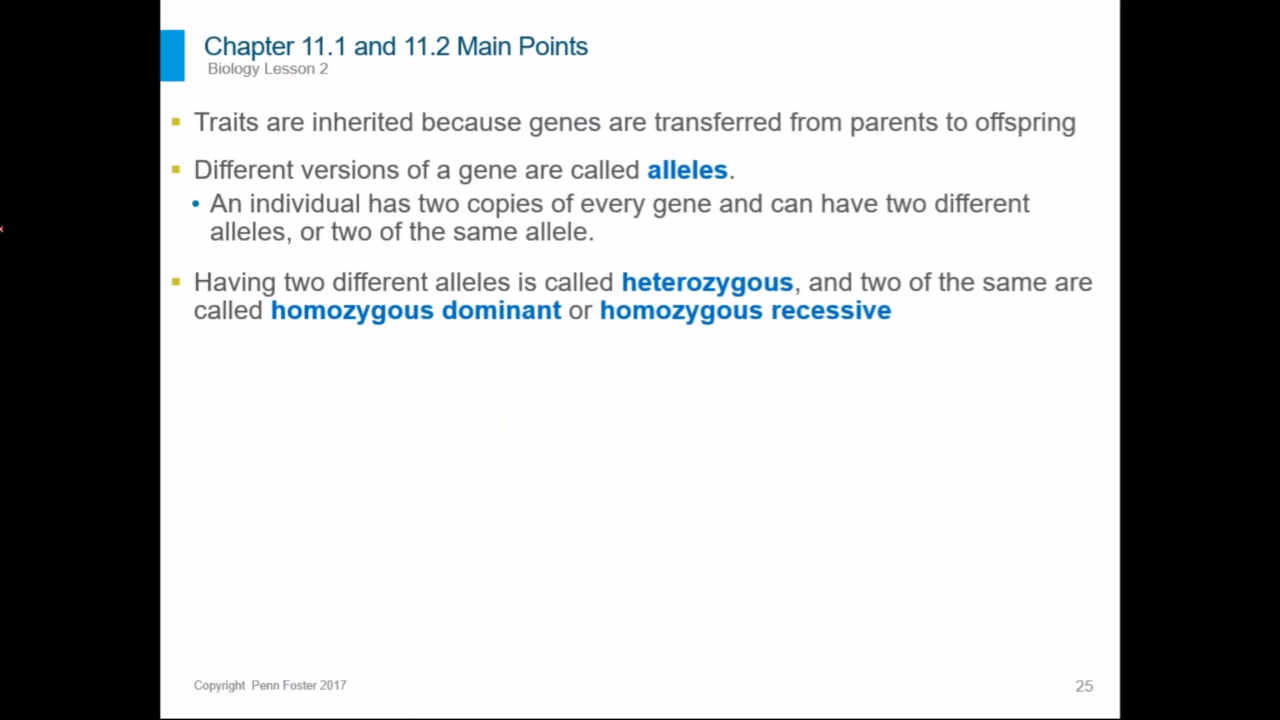 Chapter 11.1 and 11.2 Main Points
Biology Lesson 2
Traits are inherited because genes are transferred from parents to offspring
Different versions of a gene are called alleles.
An individual has two copies of every gene and can have two different
alleles, or two of the same allele.
Having two different alleles is called heterozygous, and two of the same are
called homozygous dominant or homozygous recessive
Copyright Penn Foster 2017
25